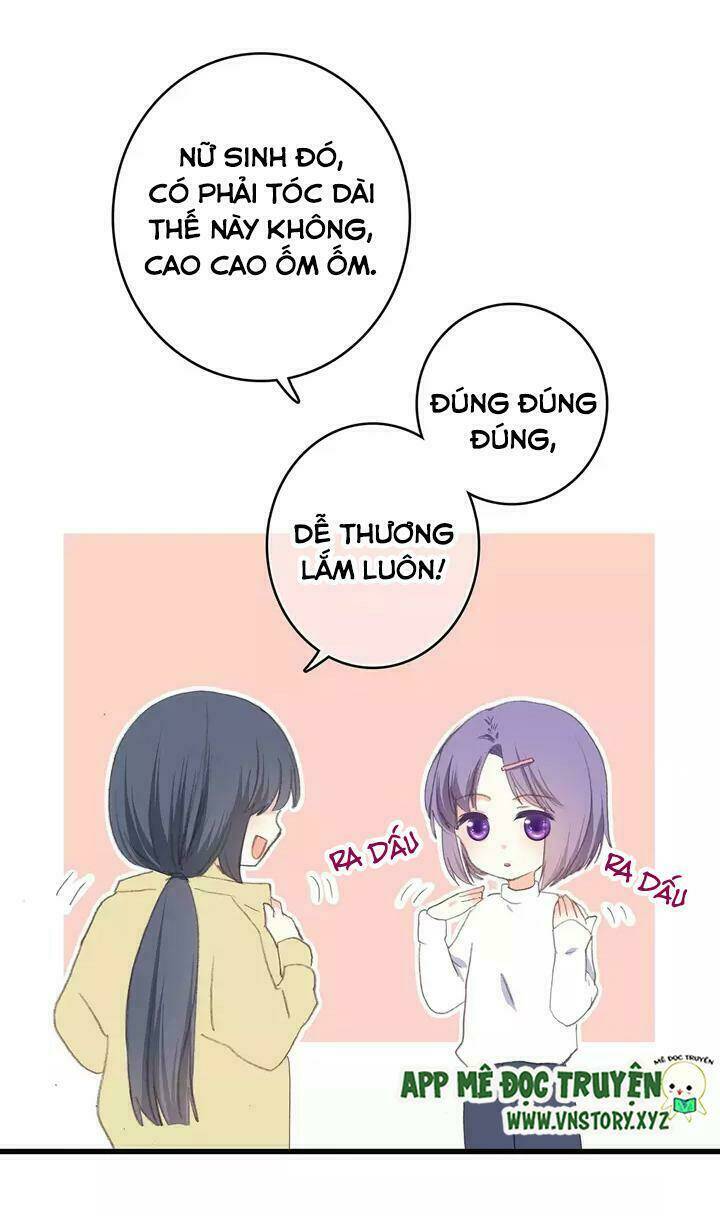 NỮ SINH ĐÓ,
CÓ PHẢI TÓC DÀI
THẾ NÀY KHÔNG,
CAO CAO ỐM ỐM.
ĐÚNG ĐÚNG
ĐÚNG,
DỄ THƯƠNG
LẮM LUÔN!
RA DẤU
RA DẤU
MÊ ĐỌC TRUYỆN
APP MÊ ĐỌC TRUYỆN
WWW.VNSTORY.XYZ